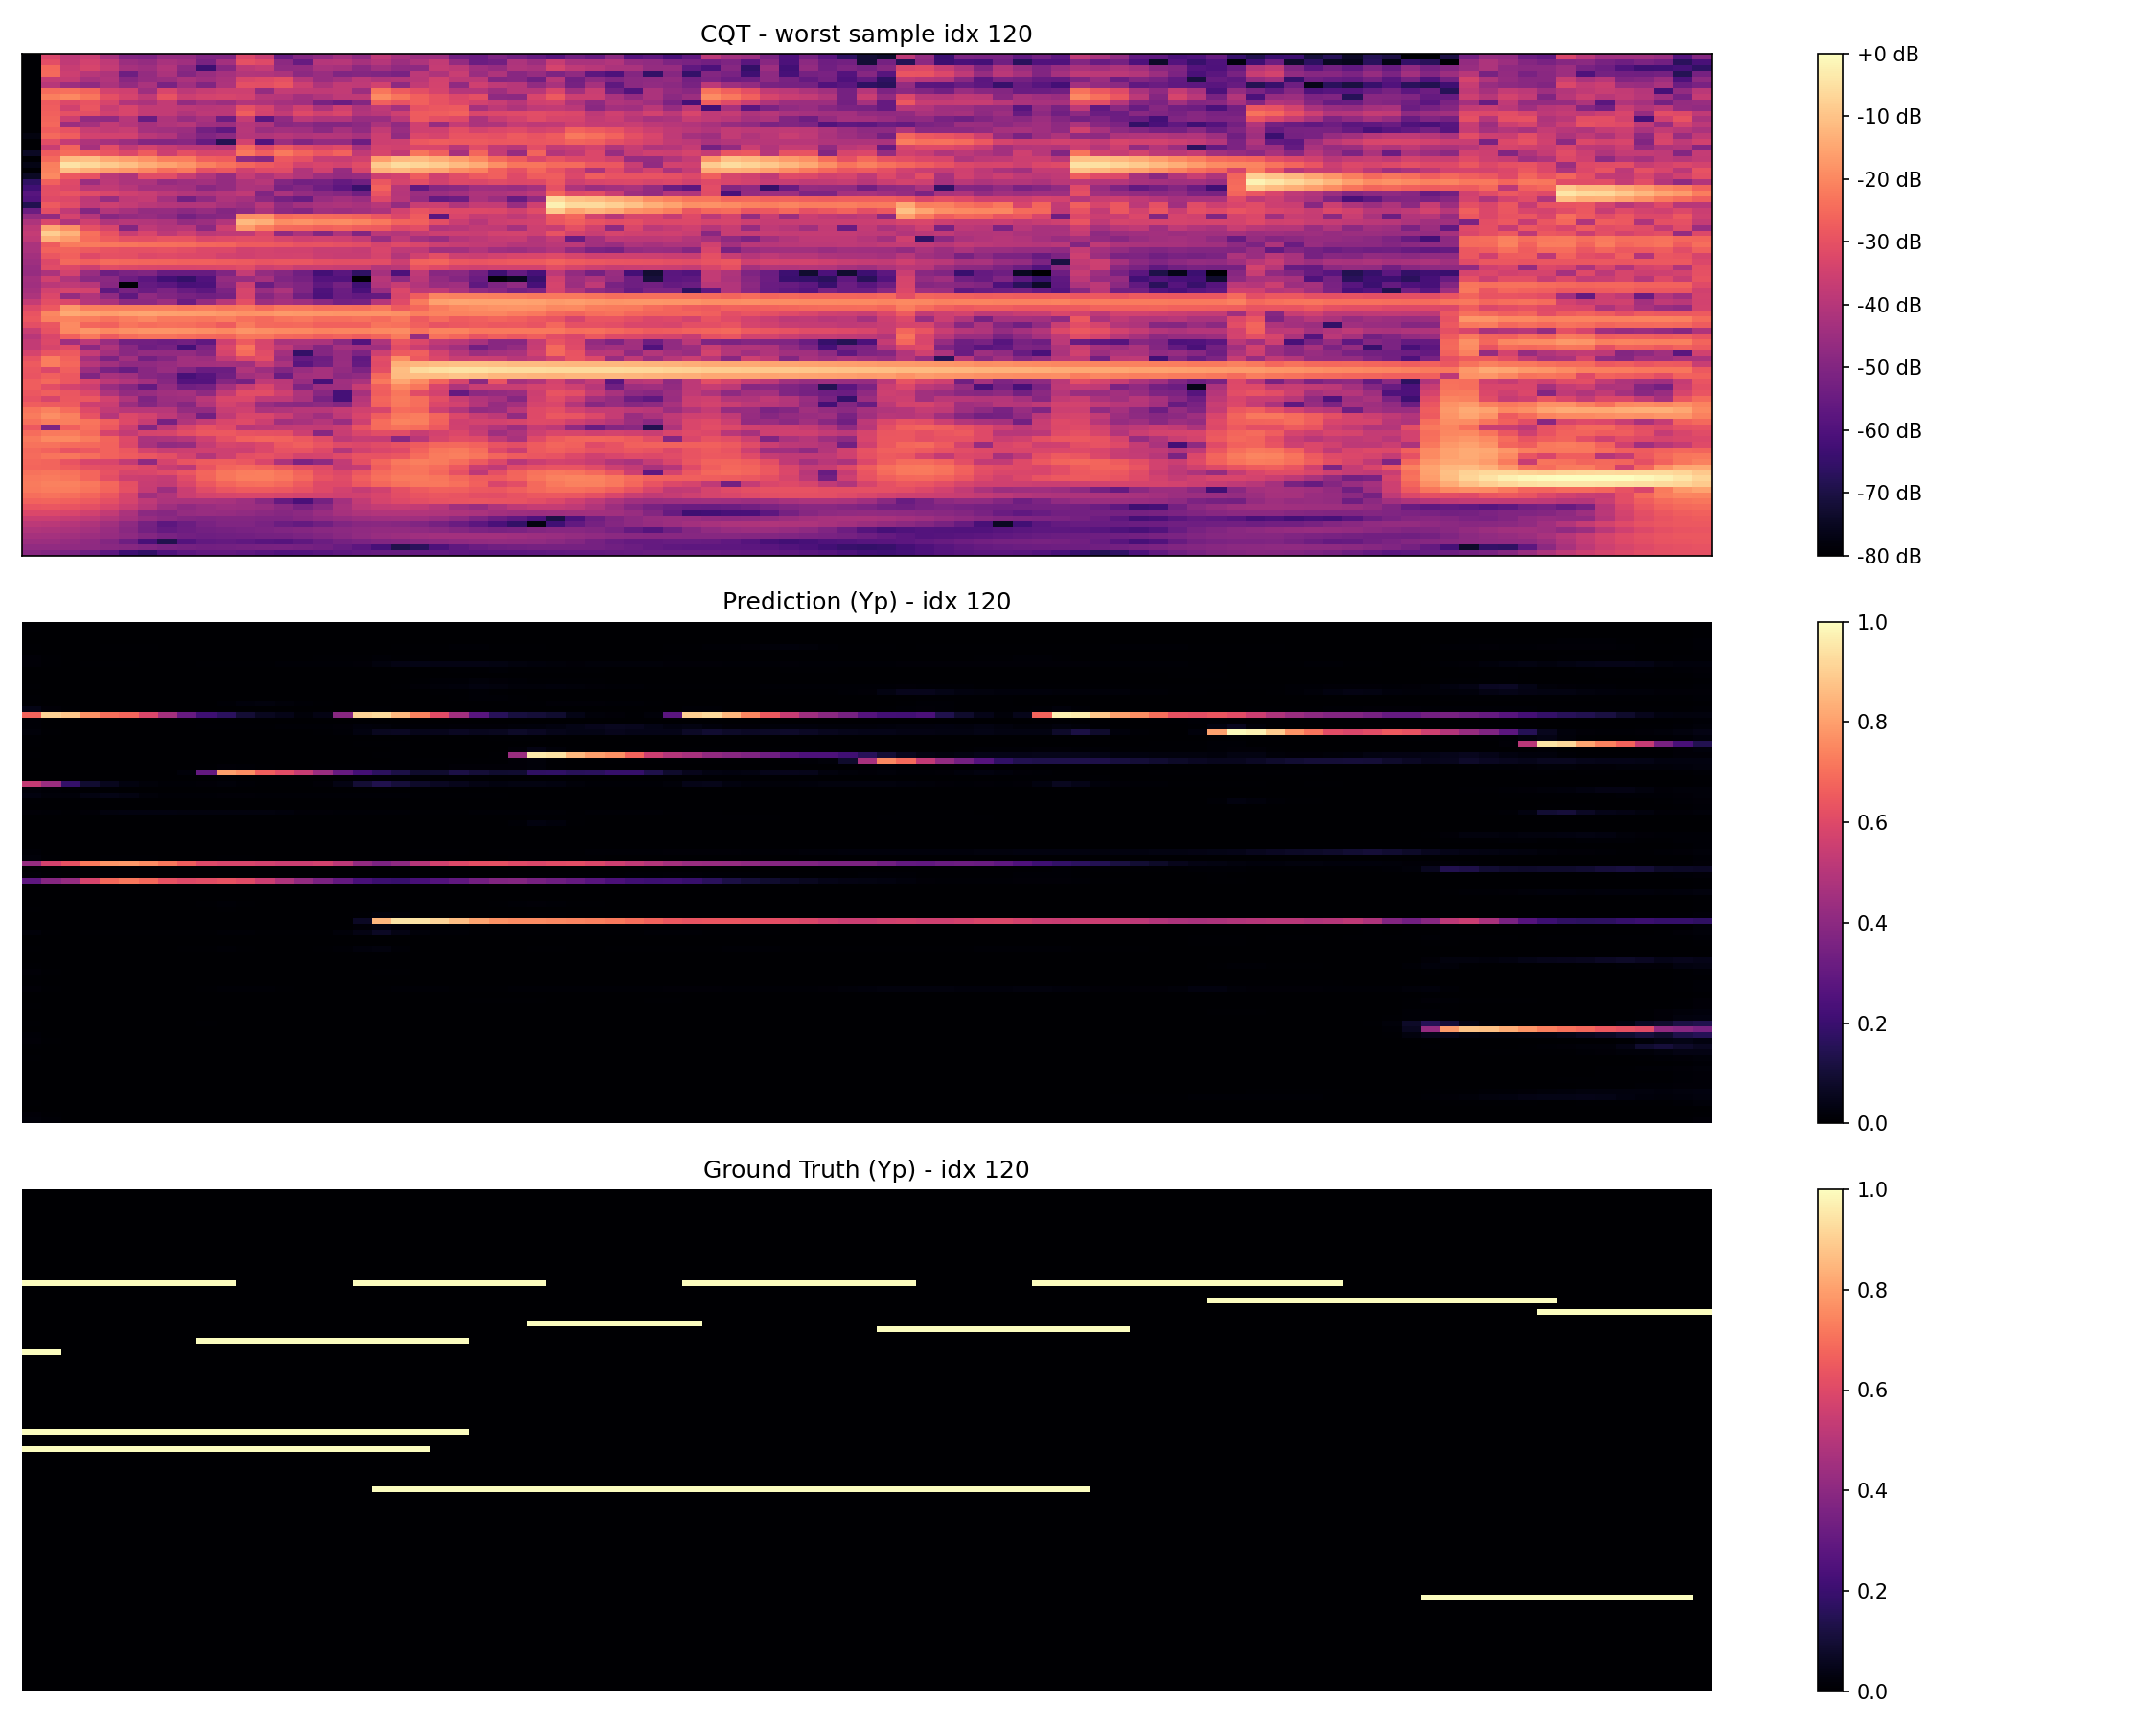 CQT - worst sample idx 120
+0 dB
-10 dB
-20 dB
-30 dB
-40 dB
-50 dB
-60 dB
-70 dB
-80 dB
Prediction (Yp) - idx 120
1.0
0.8
0.6
0.4
0.2
0.0
Ground Truth (Yp) - idx 120
1.0
0.8
0.6
0.4
0.2
0.0